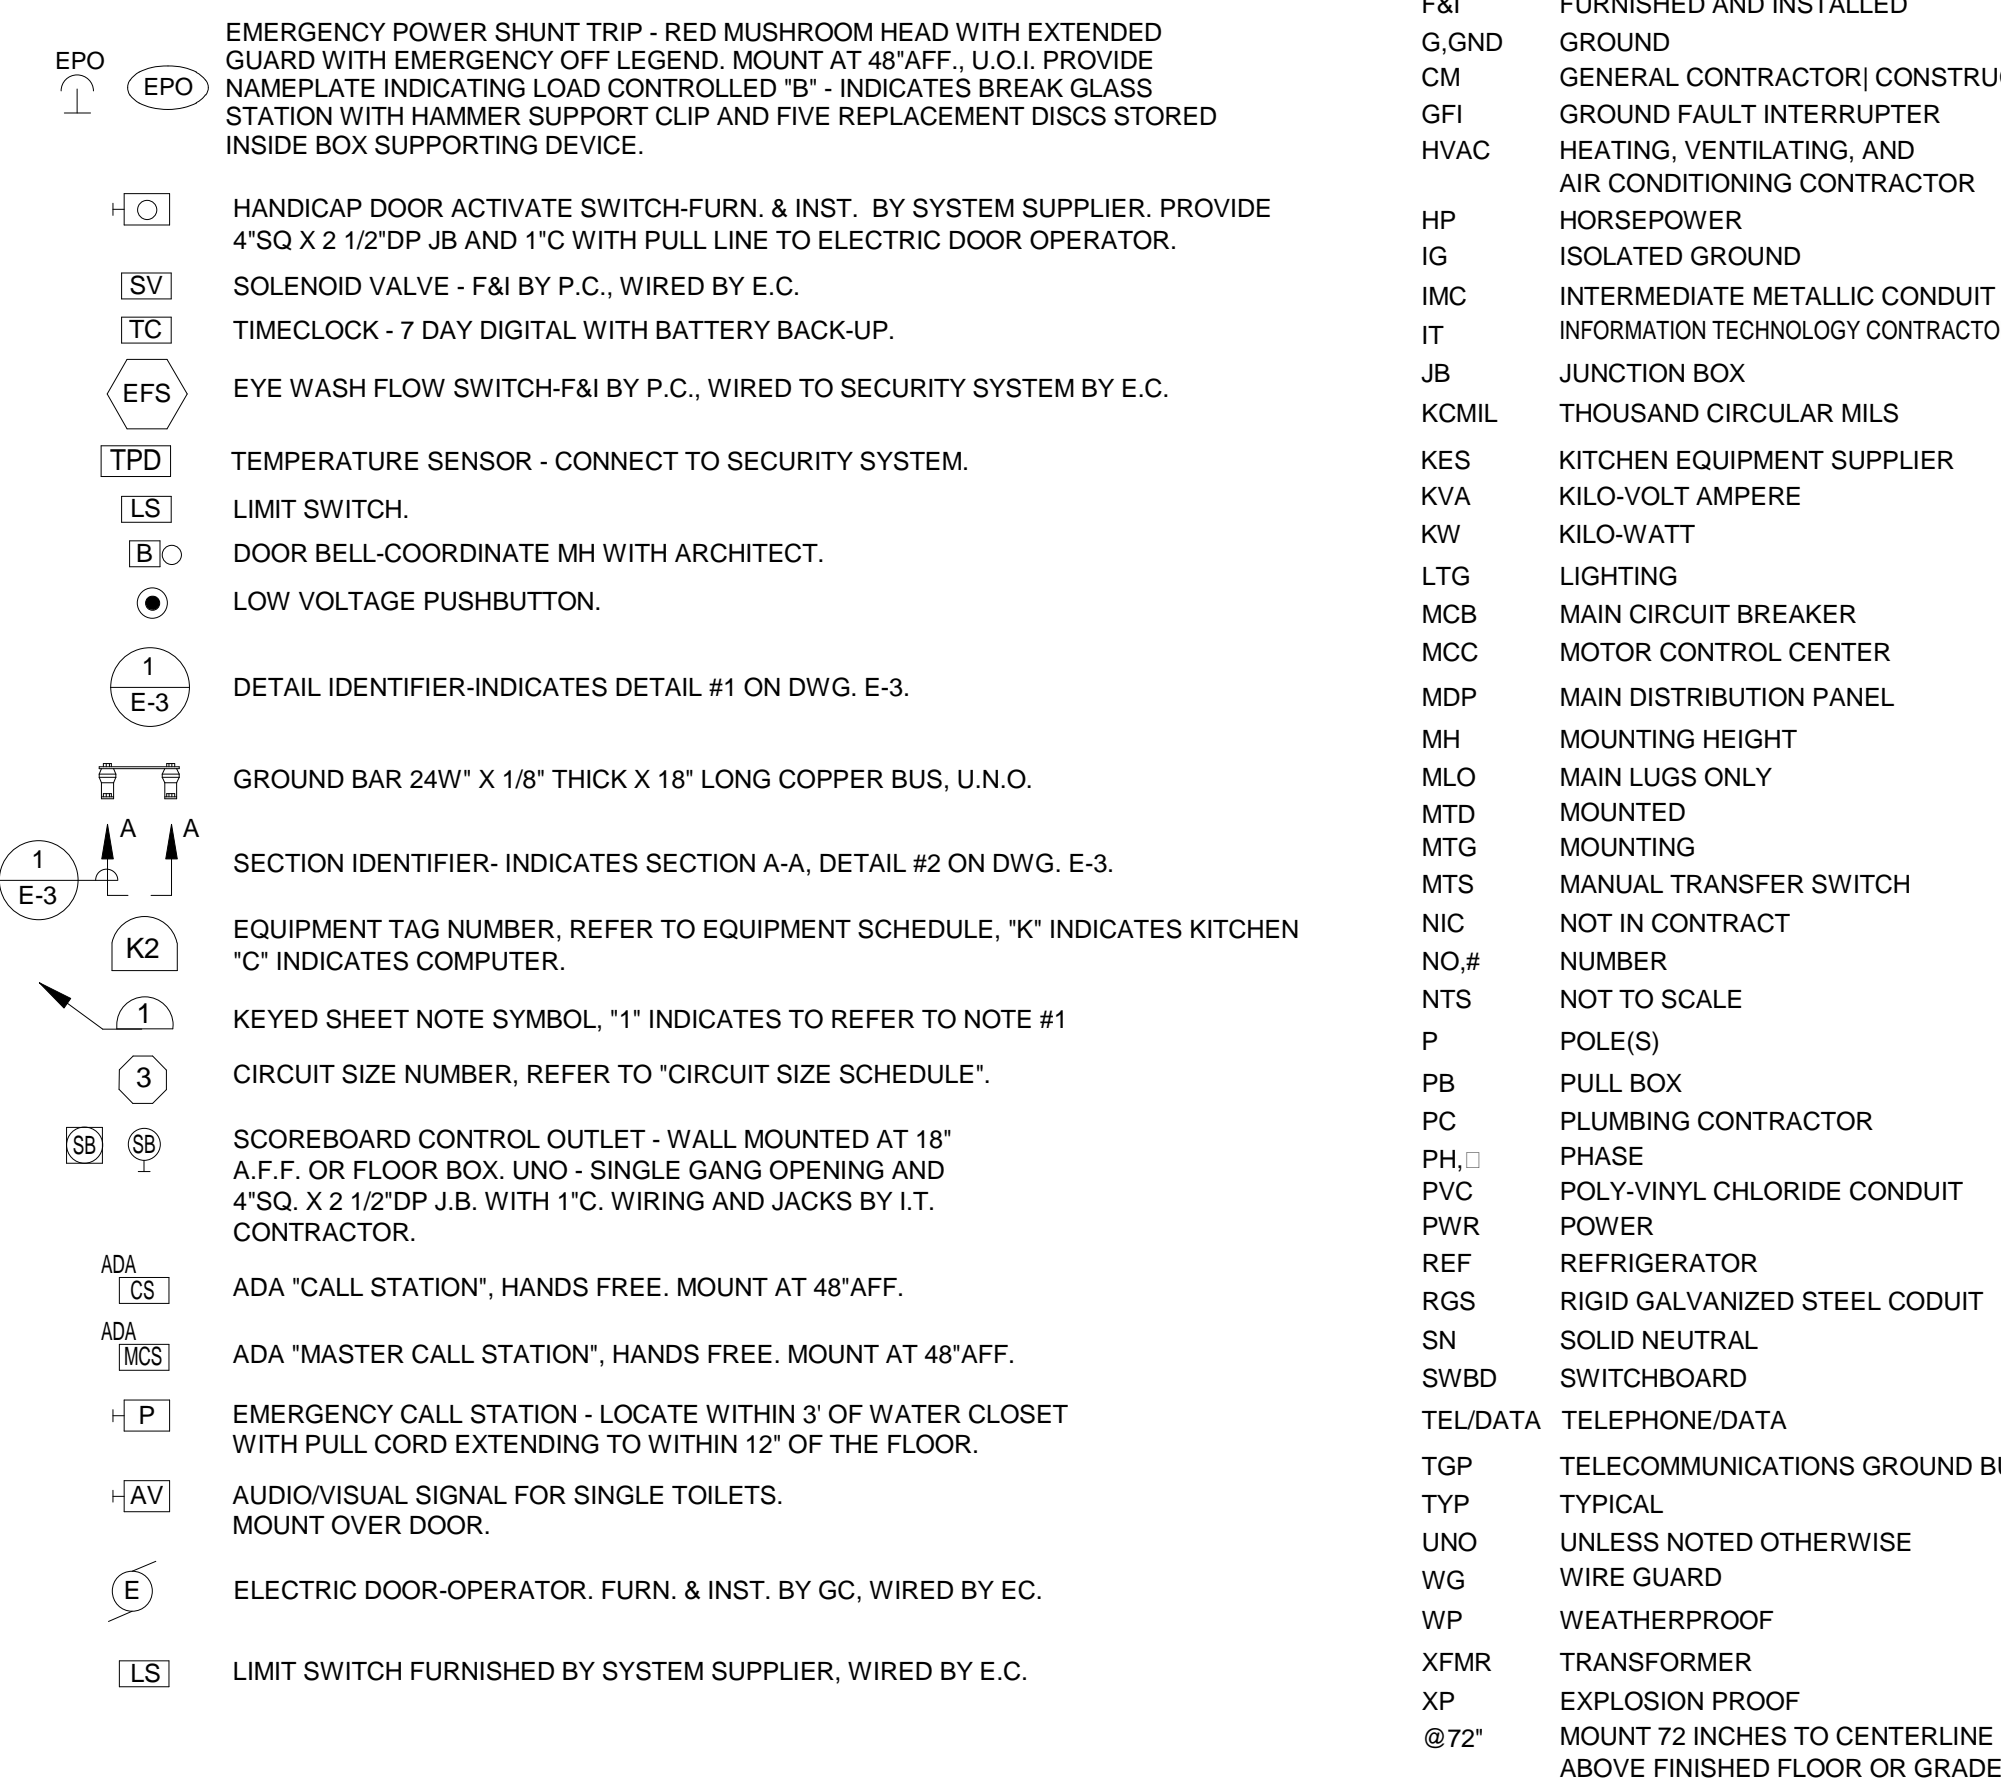 EPO
EPO
EMERGENCY POWER SHUNT TRIP - RED MUSHROOM HEAD WITH EXTENDED
GUARD WITH EMERGENCY OFF LEGEND. MOUNT AT 48"AFF., U.O.I. PROVIDE
NAMEPLATE INDICATING LOAD CONTROLLED "B" - INDICATES BREAK GLASS
STATION WITH HAMMER SUPPORT CLIP AND FIVE REPLACEMENT DISCS STORED
INSIDE BOX SUPPORTING DEVICE.
HANDICAP DOOR ACTIVATE SWITCH-FURN. & INST. BY SYSTEM SUPPLIER. PROVIDE
4"SQ X 2 1/2"DP JB AND 1"C WITH PULL LINE TO ELECTRIC DOOR OPERATOR.
SV SOLENOID VALVE - F&I BY P.C., WIRED BY E.C.
TC TIMECLOCK - 7 DAY DIGITAL WITH BATTERY BACK-UP.
EFS EYE WASH FLOW SWITCH-F&I BY P.C., WIRED TO SECURITY SYSTEM BY E.C.
TPD TEMPERATURE SENSOR - CONNECT TO SECURITY SYSTEM.
LS LIMIT SWITCH.
B DOOR BELL-COORDINATE MH WITH ARCHITECT.
LOW VOLTAGE PUSHBUTTON.
1
E-3
DETAIL IDENTIFIER-INDICATES DETAIL #1 ON DWG. E-3.
GROUND BAR 24W" X 1/8" THICK X 18" LONG COPPER BUS, U.N.O.
A A
1
E-3
SECTION IDENTIFIER- INDICATES SECTION A-A, DETAIL #2 ON DWG. E-3.
K2
EQUIPMENT TAG NUMBER, REFER TO EQUIPMENT SCHEDULE, "K" INDICATES KITCHEN
"C" INDICATES COMPUTER.
1 KEYED SHEET NOTE SYMBOL, "1" INDICATES TO REFER TO NOTE #1
3 CIRCUIT SIZE NUMBER, REFER TO "CIRCUIT SIZE SCHEDULE".
SB SB
SCOREBOARD CONTROL OUTLET - WALL MOUNTED AT 18"
A.F.F. OR FLOOR BOX. UNO - SINGLE GANG OPENING AND
4"SQ. X 2 1/2"DP J.B. WITH 1"C. WIRING AND JACKS BY I.T.
CONTRACTOR.
ADA
CS ADA "CALL STATION", HANDS FREE. MOUNT AT 48"AFF.
ADA
MCS ADA "MASTER CALL STATION", HANDS FREE. MOUNT AT 48"AFF.
P EMERGENCY CALL STATION - LOCATE WITHIN 3' OF WATER CLOSET
WITH PULL CORD EXTENDING TO WITHIN 12" OF THE FLOOR.
AV AUDIO/VISUAL SIGNAL FOR SINGLE TOILETS.
MOUNT OVER DOOR.
E ELECTRIC DOOR-OPERATOR. FURN. & INST. BY GC, WIRED BY EC.
LS LIMIT SWITCH FURNISHED BY SYSTEM SUPPLIER, WIRED BY E.C.
F&I FURNISHED AND INSTALLED
G,GND GROUND
CM GENERAL CONTRACTOR| CONSTRU
GFI GROUND FAULT INTERRUPTER
HVAC HEATING, VENTILATING, AND
AIR CONDITIONING CONTRACTOR
HP HORSEPOWER
IG ISOLATED GROUND
IMC INTERMEDIATE METALLIC CONDUIT
IT INFORMATION TECHNOLOGY CONTRACTO
JB JUNCTION BOX
KCMIL THOUSAND CIRCULAR MILS
KES KITCHEN EQUIPMENT SUPPLIER
KVA KILO-VOLT AMPERE
KW KILO-WATT
LTG LIGHTING
MCB MAIN CIRCUIT BREAKER
MCC MOTOR CONTROL CENTER
MDP MAIN DISTRIBUTION PANEL
MH MOUNTING HEIGHT
MLO MAIN LUGS ONLY
MTD MOUNTED
MTG MOUNTING
MTS MANUAL TRANSFER SWITCH
NIC NOT IN CONTRACT
NO,# NUMBER
NTS NOT TO SCALE
P POLE(S)
PB PULL BOX
PC PLUMBING CONTRACTOR
PH,□ PHASE
PVC POLY-VINYL CHLORIDE CONDUIT
PWR POWER
REF REFRIGERATOR
RGS RIGID GALVANIZED STEEL CODUIT
SN SOLID NEUTRAL
SWBD SWITCHBOARD
TEL/DATA TELEPHONE/DATA
TGP TELECOMMUNICATIONS GROUND B
TYP TYPICAL
UNO UNLESS NOTED OTHERWISE
WG WIRE GUARD
WP WEATHERPROOF
XFMR TRANSFORMER
XP EXPLOSION PROOF
@72" MOUNT 72 INCHES TO CENTERLINE
ABOVE FINISHED FLOOR OR GRADE